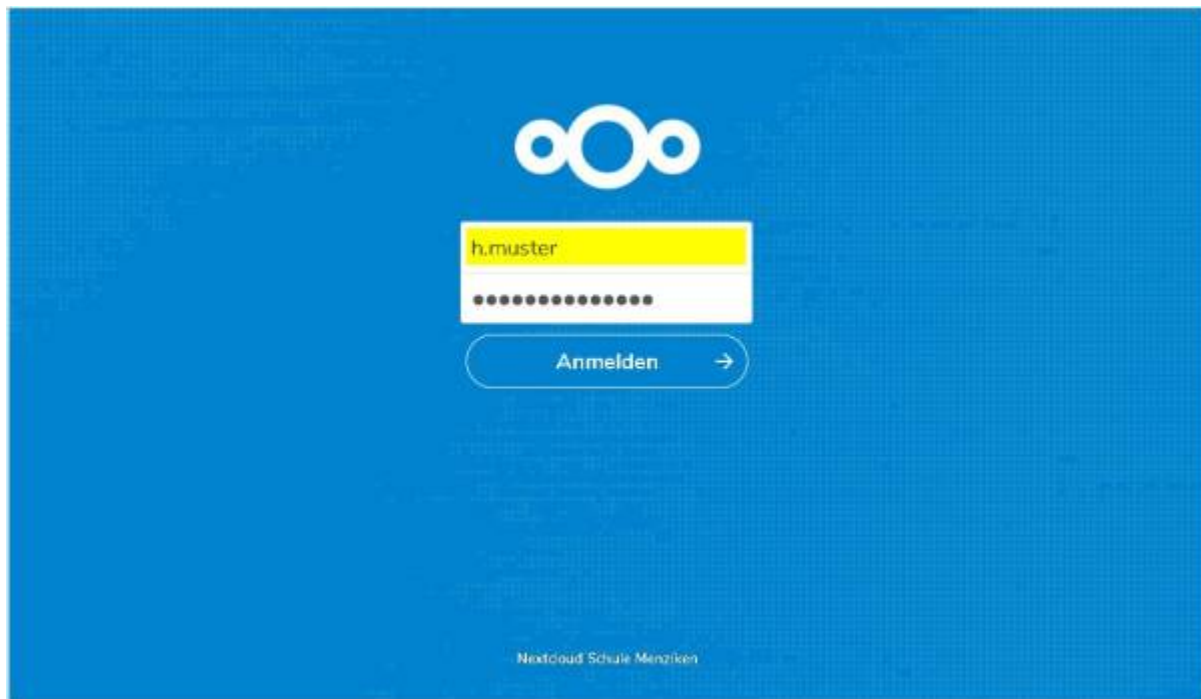 h.muster
••••••••••••••
Anmelden →
Nextcloud Schule Menziken